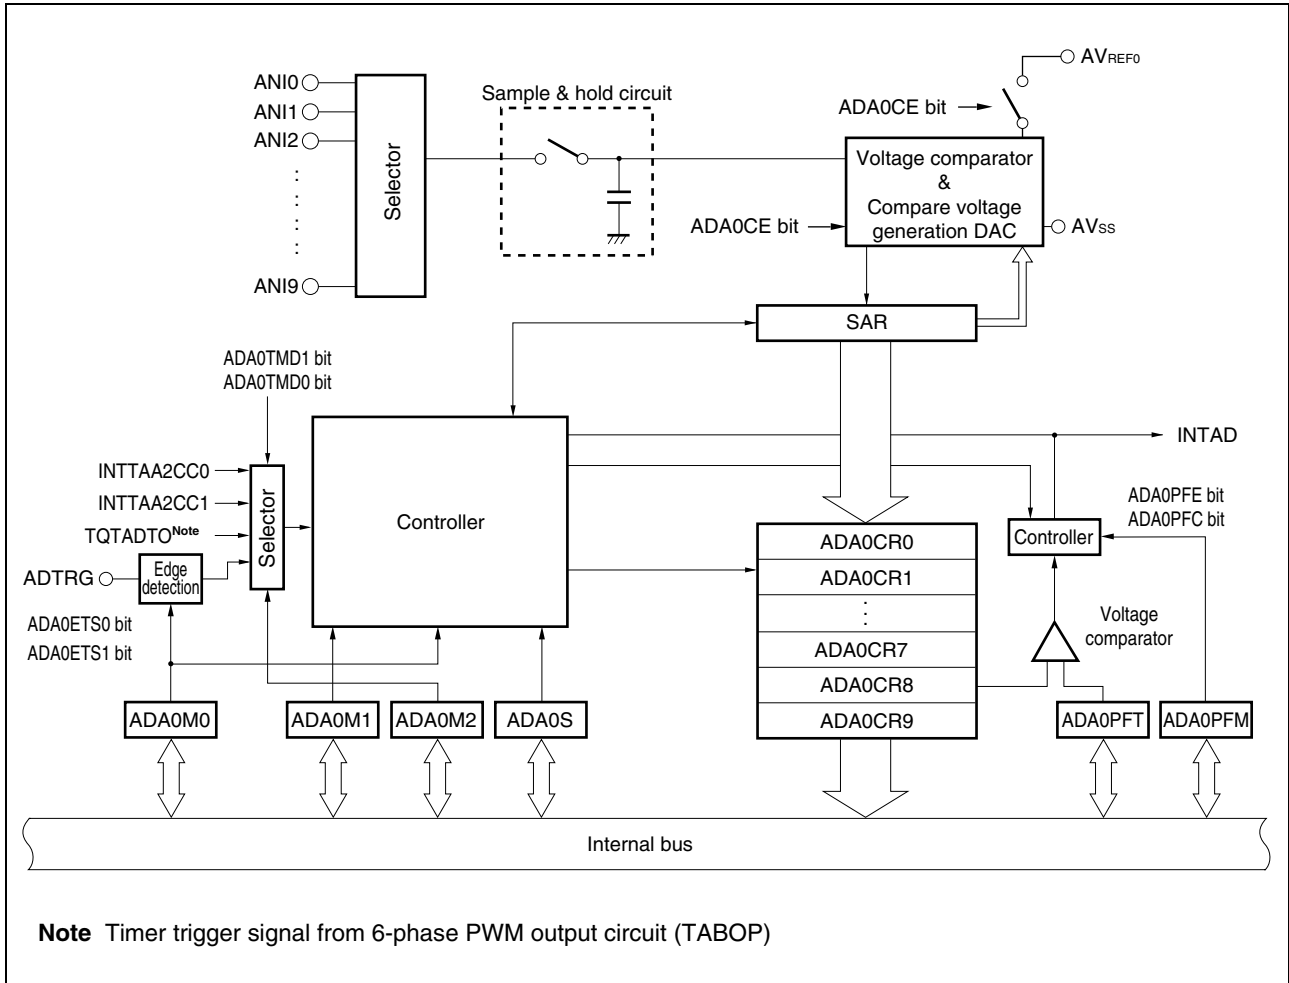 AVREF0
ANI0
ANI1
ANI2
ANI9
Selector
Sample & hold circuit
ADA0CE bit
Voltage comparator
&
Compare voltage
generation DAC
ADA0CE bit
AVSS
SAR
ADA0TMD1 bit
ADA0TMD0 bit
INTTAA2CC0
INTTAA2CC1
TQTADTO Note
ADTRG
Edge
detection
Selector
ADA0ETS0 bit
ADA0ETS1 bit
Controller
INTAD
ADA0PFE bit
ADA0PFC bit
Controller
Voltage
comparator
ADA0CR0
ADA0CR1
ADA0CR7
ADA0CR8
ADA0CR9
ADA0M0
ADA0M1
ADA0M2
ADA0S
ADA0PFT
ADA0PFM
Internal bus
Note Timer trigger signal from 6-phase PWM output circuit (TABOP)